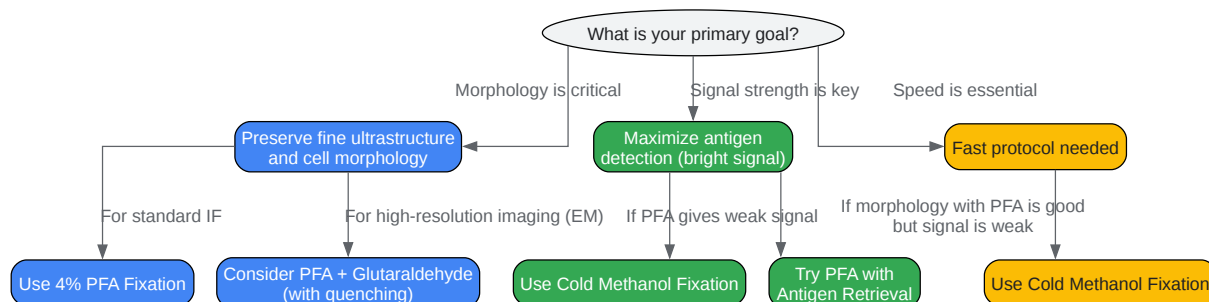 What is your primary goal?
Morphology is critical
Signal strength is key
Speed is essential
Preserve fine ultrastructure
and cell morphology
Maximize antigen
detection (bright signal)
Fast protocol needed
For standard IF
For high-resolution imaging (EM)
If PFA gives weak signal
If morphology with PFA is good
but signal is weak
Use 4% PFA Fixation
Consider PFA + Glutaraldehyde
(with quenching)
Use Cold Methanol Fixation
Try PFA with
Antigen Retrieval
Use Cold Methanol Fixation